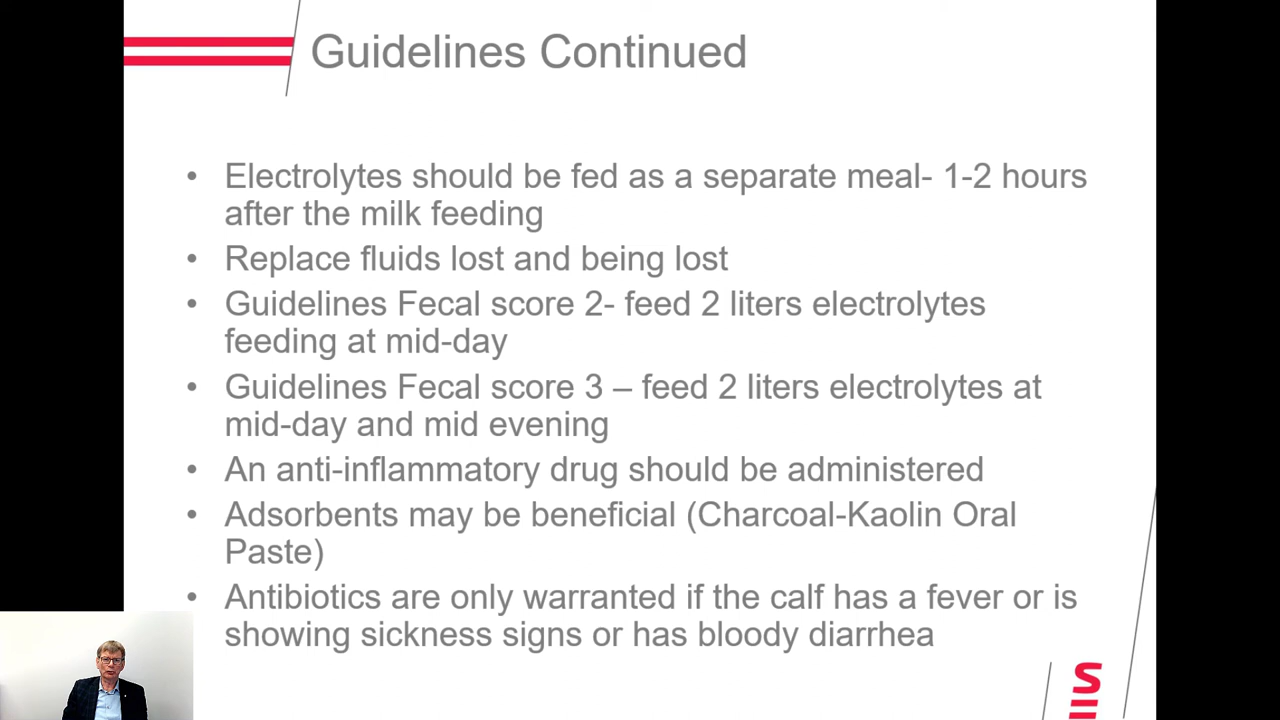 Guidelines Continued
• Electrolytes should be fed as a separate meal- 1-2 hours
after the milk feeding
• Replace fluids lost and being lost
• Guidelines Fecal score 2- feed 2 liters electrolytes
feeding at mid-day
• Guidelines Fecal score 3 – feed 2 liters electrolytes at
mid-day and mid evening
• An anti-inflammatory drug should be administered
• Adsorbents may be beneficial (Charcoal-Kaolin Oral
Paste)
• Antibiotics are only warranted if the calf has a fever or is
showing sickness signs or has bloody diarrhea